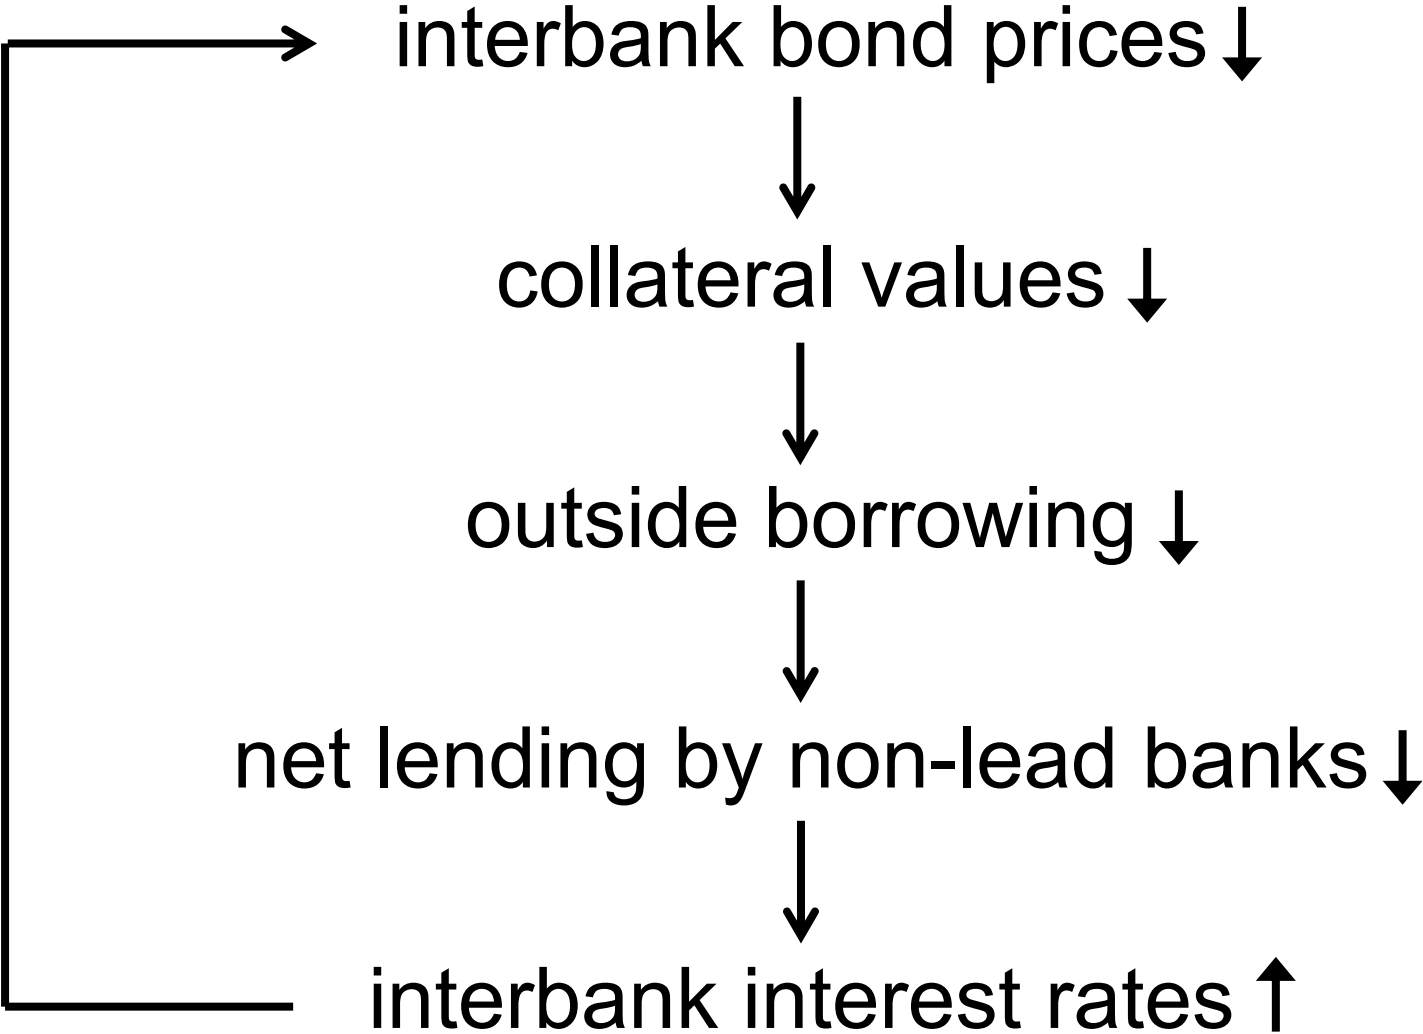 interbank bond prices ↓
collateral values ↓
outside borrowing ↓
net lending by non-lead banks ↓
interbank interest rates ↑